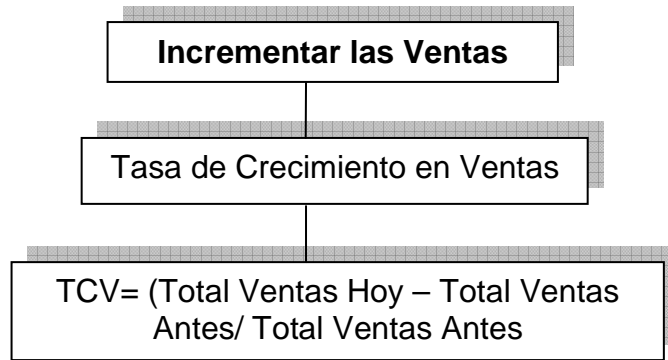 Incrementar las Ventas
Tasa de Crecimiento en Ventas
TCV= (Total Ventas Hoy – Total Ventas
Antes/ Total Ventas Antes